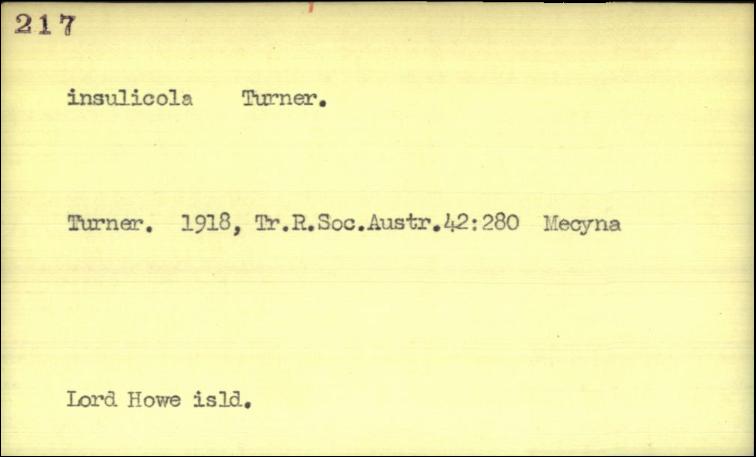 217
insulicola Turner.
Turner. 1918, Tr.R.Soc.Austr.42:280 Mecyna
Lord Howe isld.